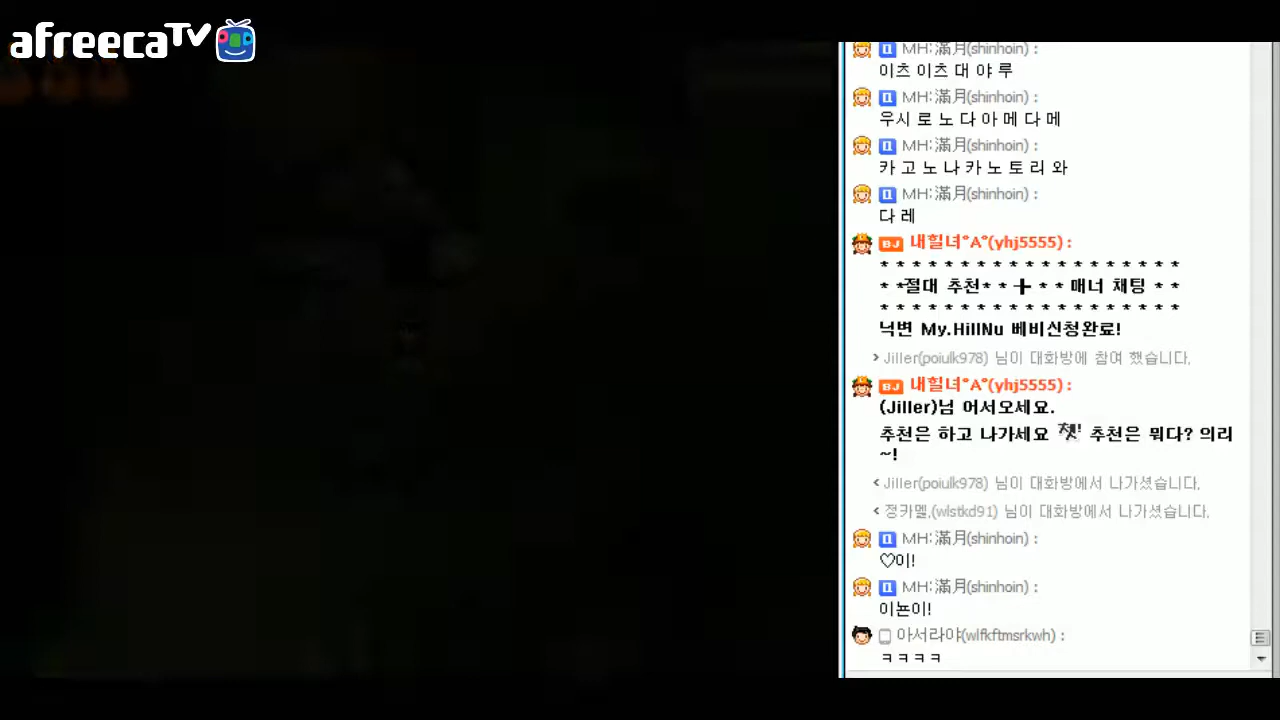 afreecaTV
MH:滿月(shinhoin) :
이츠 이츠 대 야 루
MH:滿月(shinhoin) :
우시 로 노 다 아 메 다 메
MH:滿月(shinhoin) :
카 고 노 나 카 노 토 리 와
MH:滿月(shinhoin) :
다 레
BJ 내힐녀°A°(yhj5555) :
* * * * * * * * * * * * * * * * * * *
* *절대 추천* * + * * 매너 채팅 * *
* * * * * * * * * * * * * * * * * * *
닉변 My.HillNu 베비신청완료!
> Jiller(poiulk978) 님이 대화방에 참여 했습니다.
BJ 내힐녀°A°(yhj5555) :
(Jiller)님 어서오세요.
추천은 하고 나가세요 쳇! 추천은 뭐다? 의리
~!
< Jiller(poiulk978) 님이 대화방에서 나가셨습니다.
< 정카멜.(wlstkd91) 님이 대화방에서 나가셨습니다.
MH:滿月(shinhoin) :
♡이!
MH:滿月(shinhoin) :
이뇬이!
아서라야(wlfkftmsrkwh) :
ㅋㅋㅋㅋ